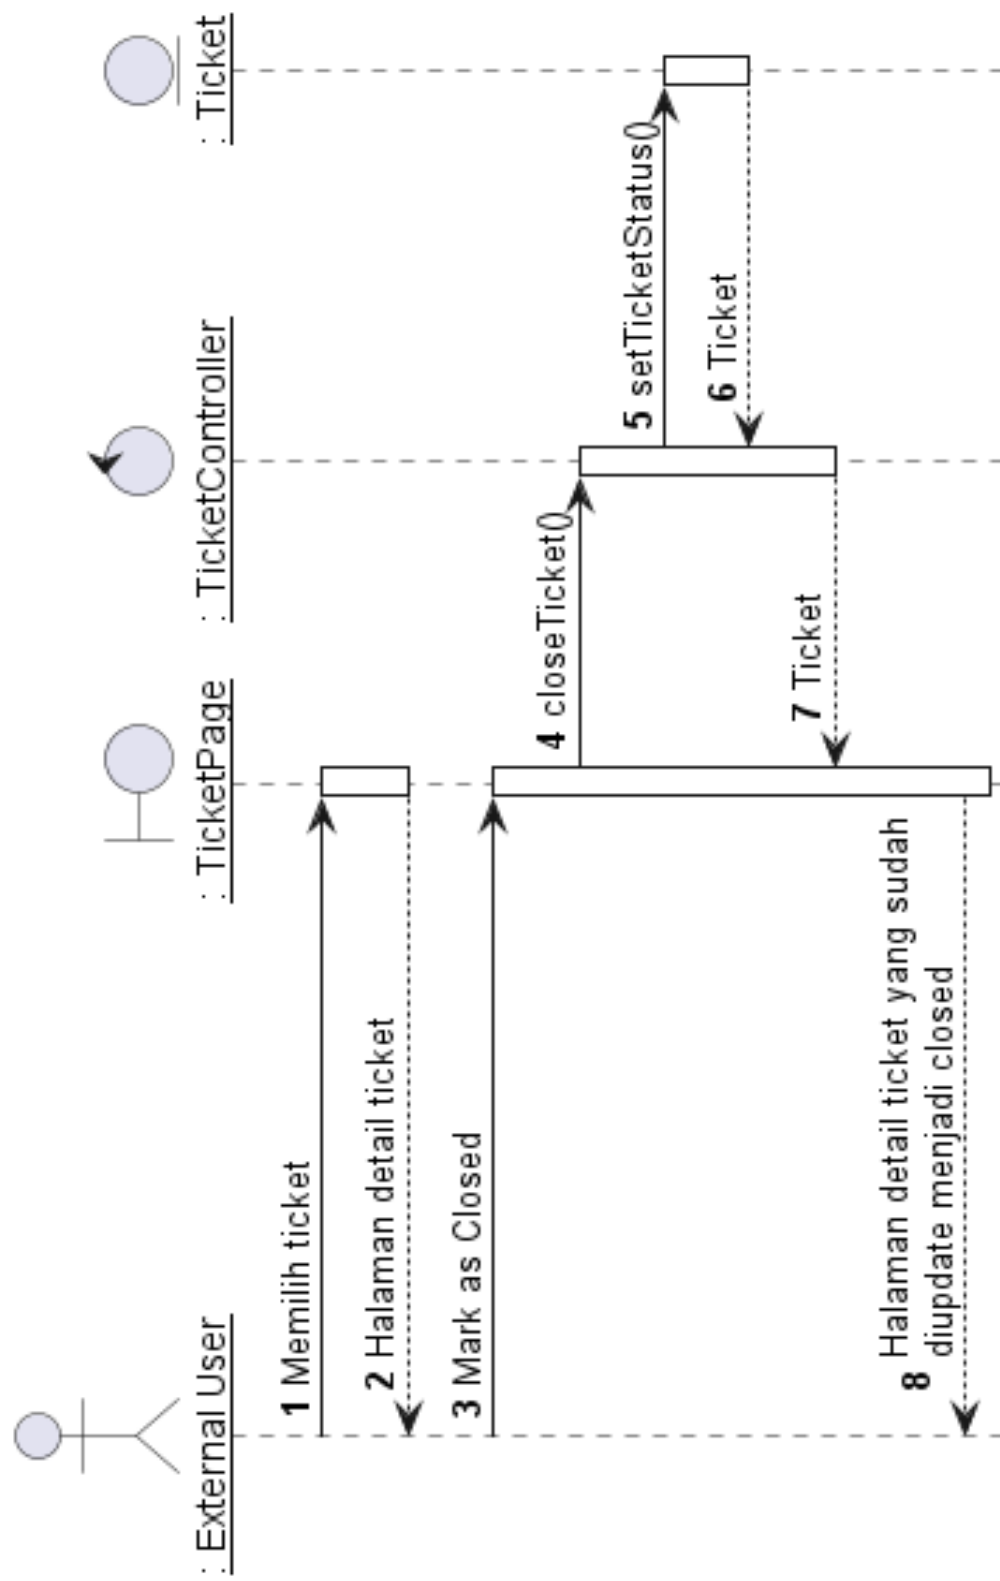 : External User
: TicketPage
: TicketController
: Ticket
1 Memilih ticket
2 Halaman detail ticket
3 Mark as Closed
4 closeTicket()
5 setTicketStatus()
6 Ticket
7 Ticket
Halaman detail ticket yang sudah
8 diupdate menjadi closed